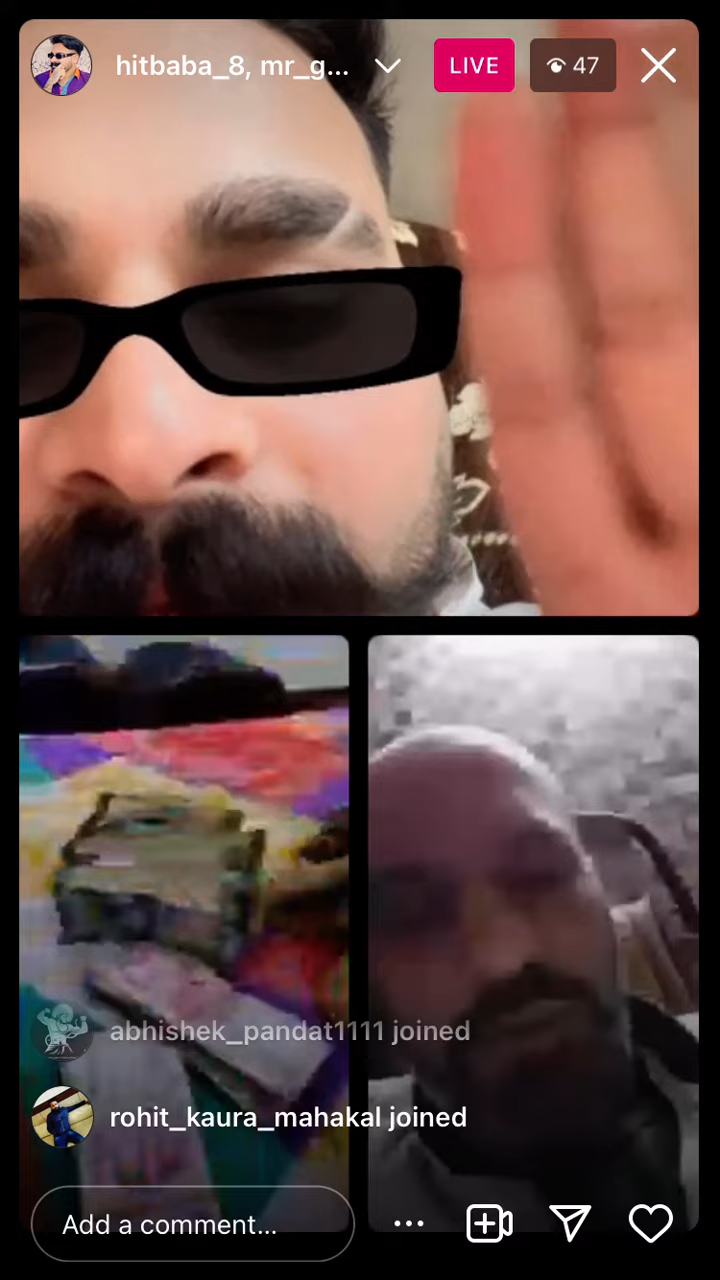 hitbaba_8, mr_g...
LIVE
47
abhishek_pandat1111 joined
rohit_kaura_mahakal joined
Add a comment...